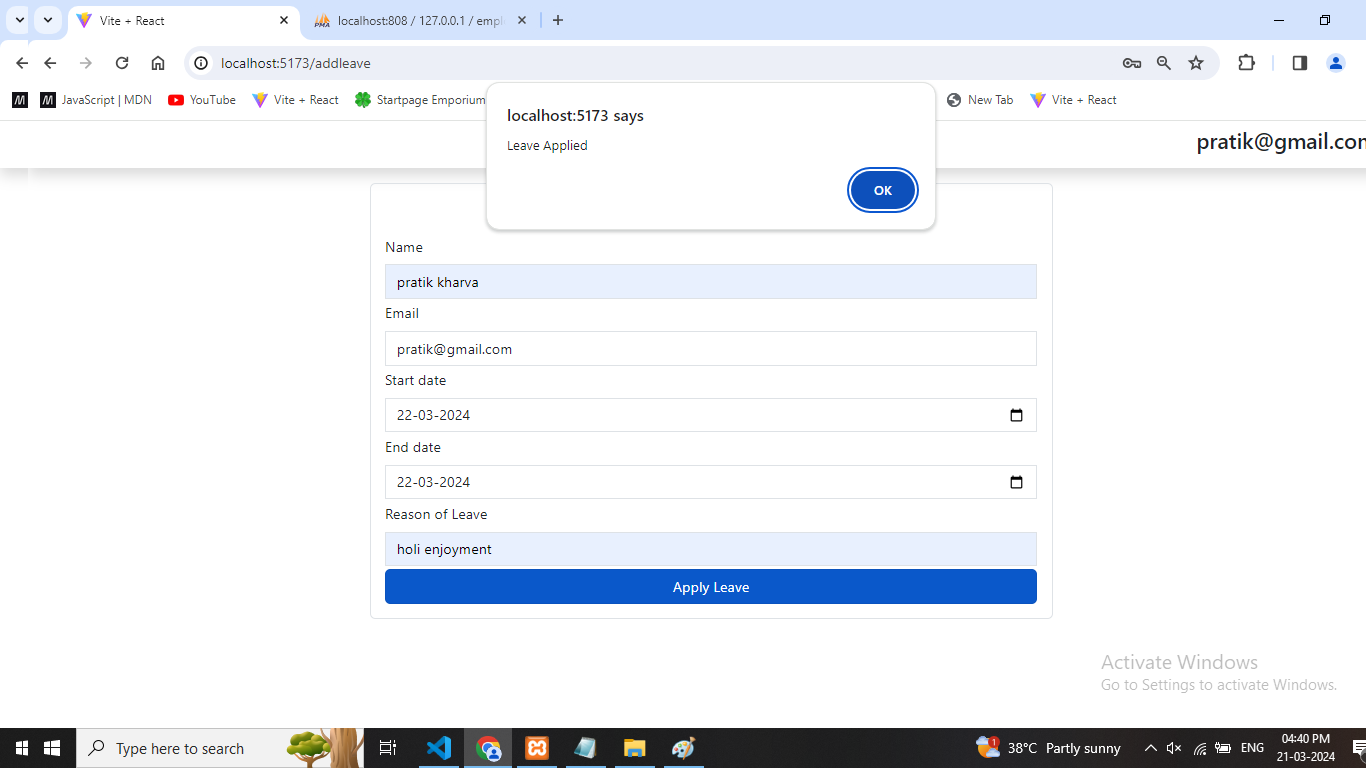 Vite + React
localhost:808 / 127.0.0.1 / empl
localhost:5173/addleave
JavaScript | MDN
YouTube
Vite + React
Startpage Emporium
New Tab
Vite + React
localhost:5173 says
Leave Applied
OK
pratik@gmail.com
Name
pratik kharva
Email
pratik@gmail.com
Start date
22-03-2024
End date
22-03-2024
Reason of Leave
holi enjoyment
Apply Leave
Activate Windows
Go to Settings to activate Windows.
Type here to search
1
38°C Partly sunny
ENG
04:40 PM
21-03-2024